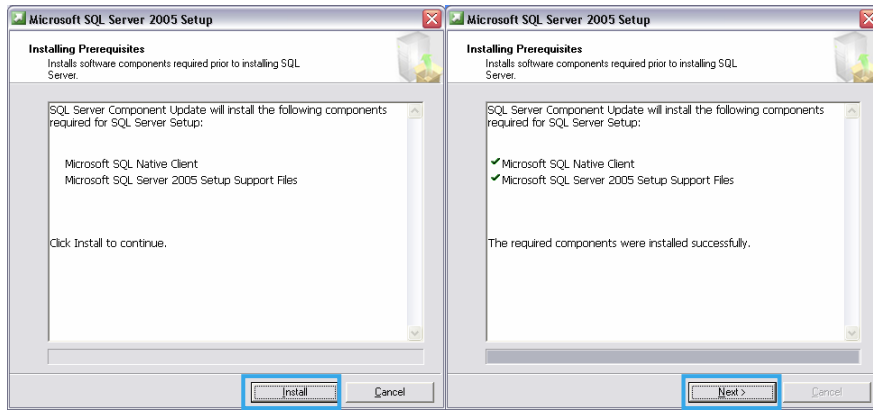 Microsoft SQL Server 2005 Setup
Installing Prerequisites
Installs software components required prior to installing SQL
Server.
SQL Server Component Update will install the following components
required for SQL Server Setup:
Microsoft SQL Native Client
Microsoft SQL Server 2005 Setup Support Files
Click Install to continue.
Install
Cancel
Microsoft SQL Server 2005 Setup
Installing Prerequisites
Installs software components required prior to installing SQL
Server.
SQL Server Component Update will install the following components
required for SQL Server Setup:
Microsoft SQL Native Client
Microsoft SQL Server 2005 Setup Support Files
The required components were installed successfully.
Next >
Cancel